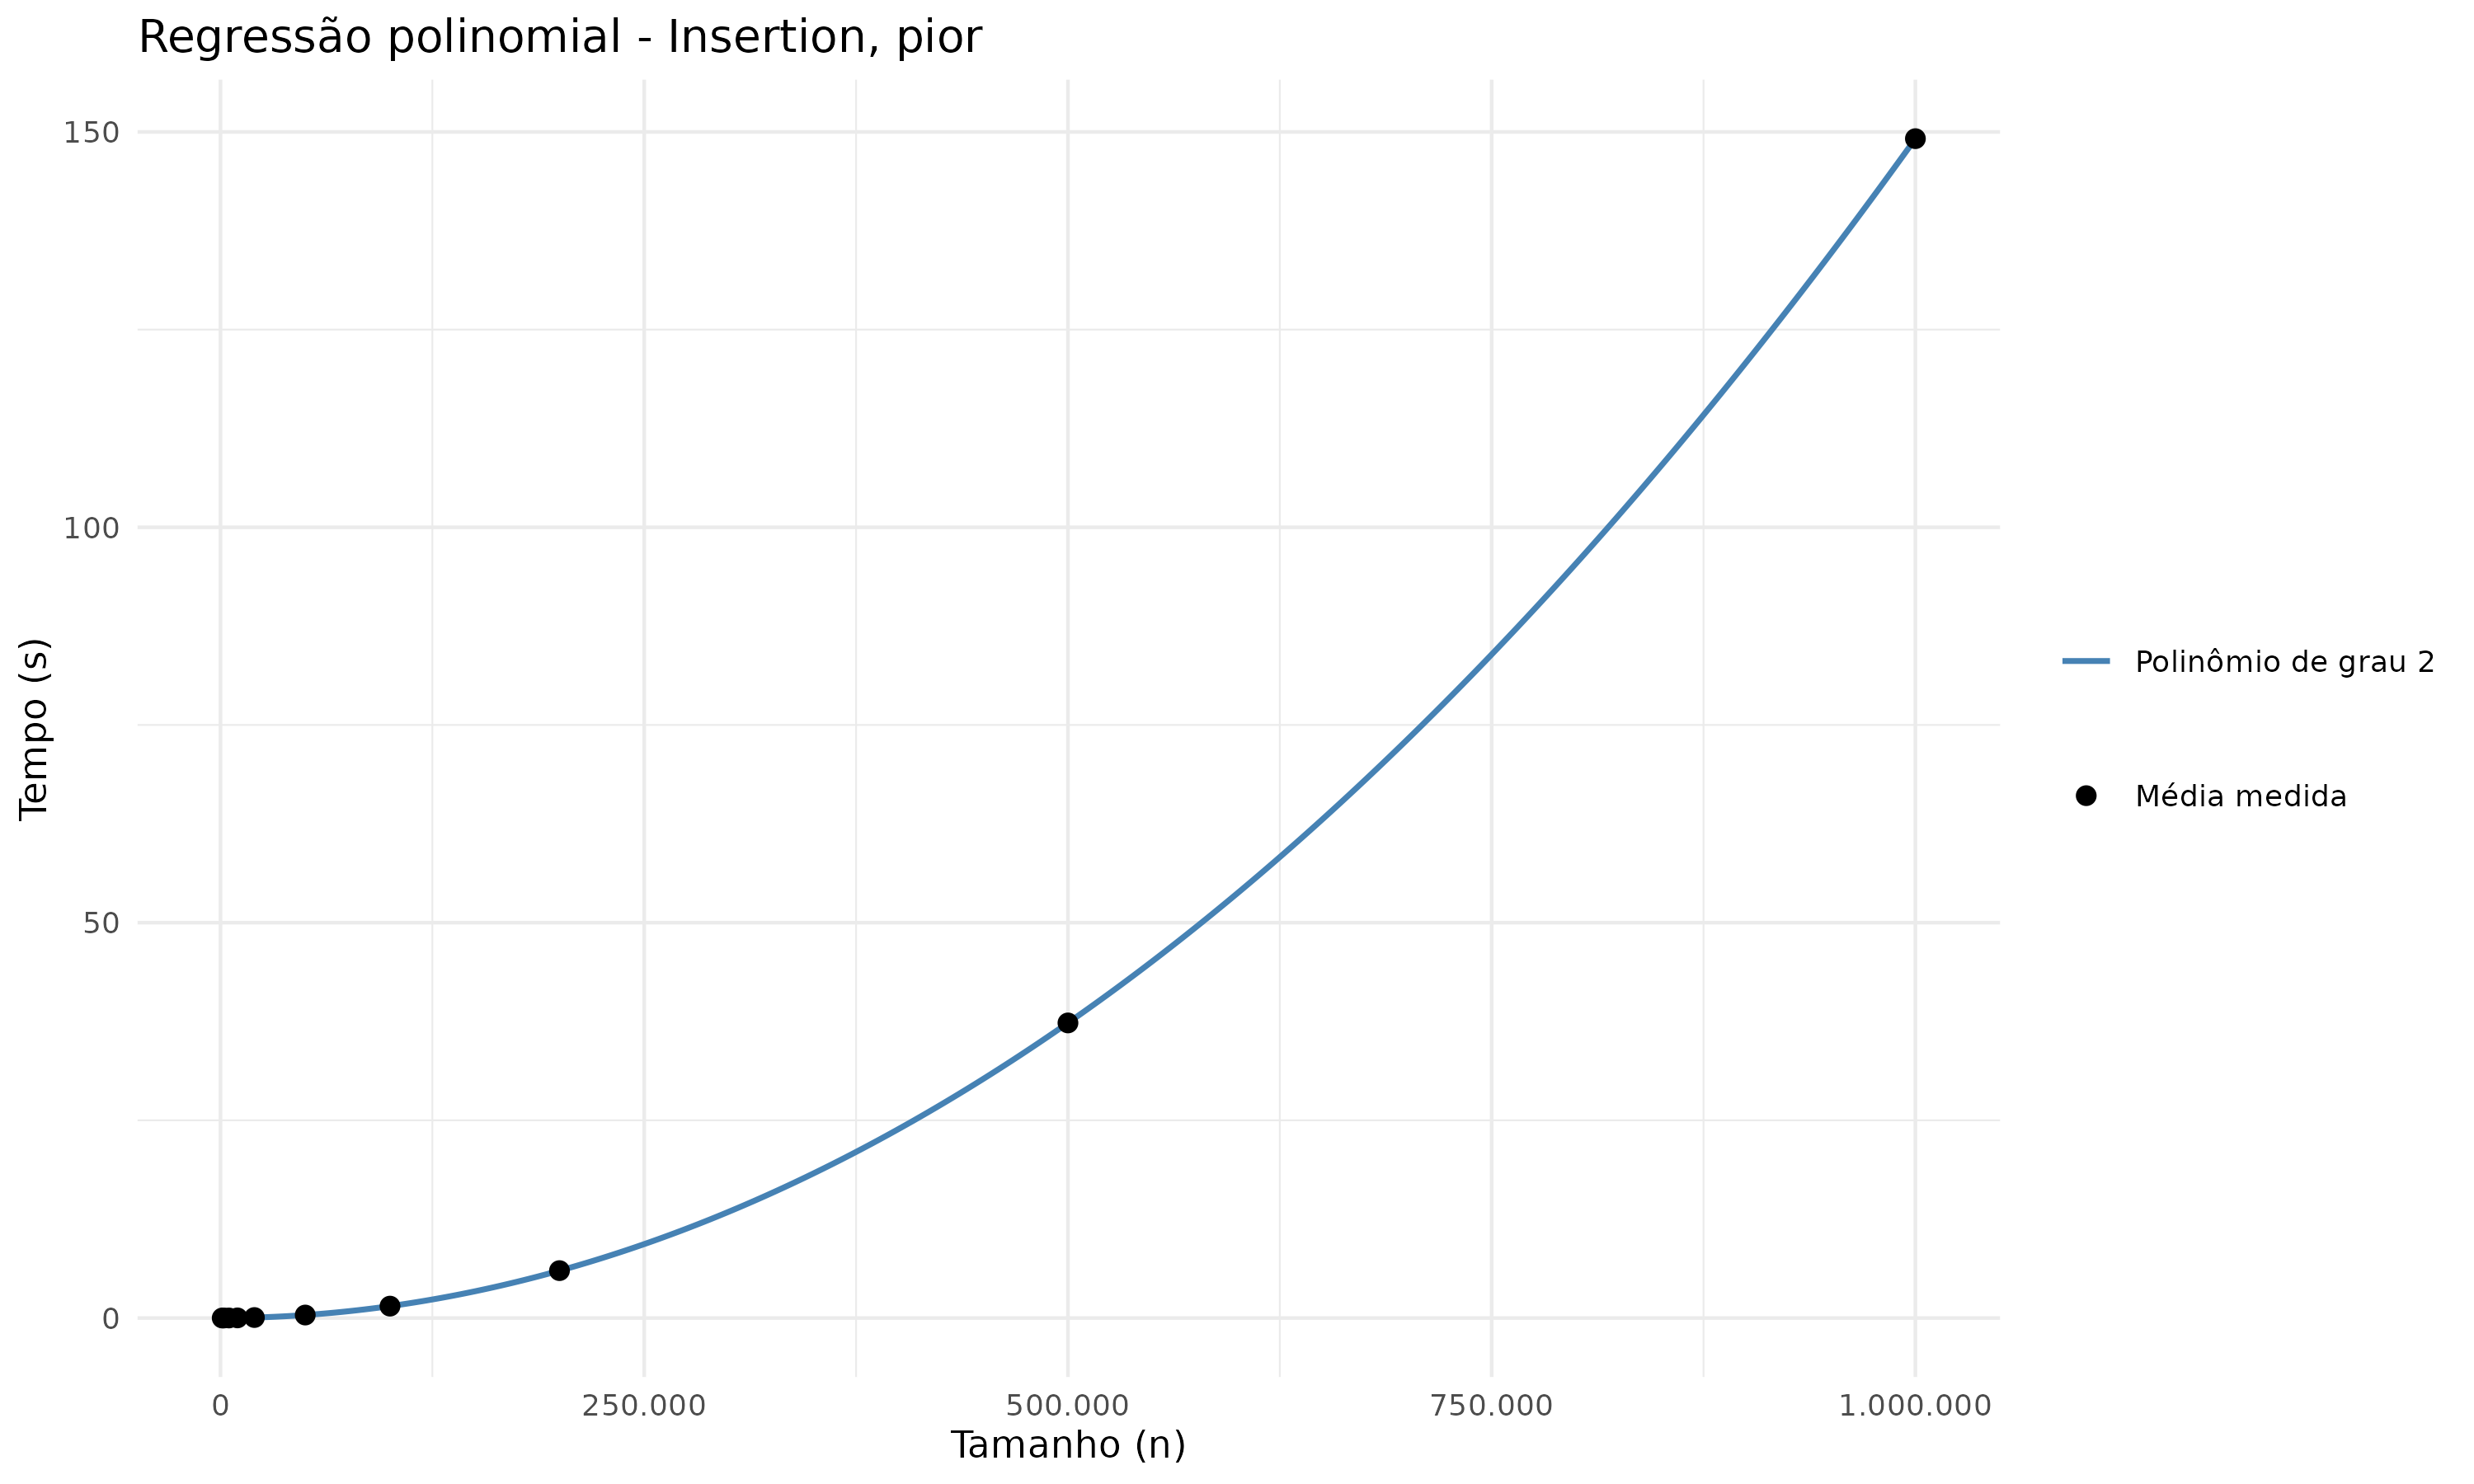 Regressão polinomial - Insertion, pior
150
100
50
0
Tempo (s)
0
250.000
500.000
750.000
1.000.000
Tamanho (n)
Polinômio de grau 2
Média medida